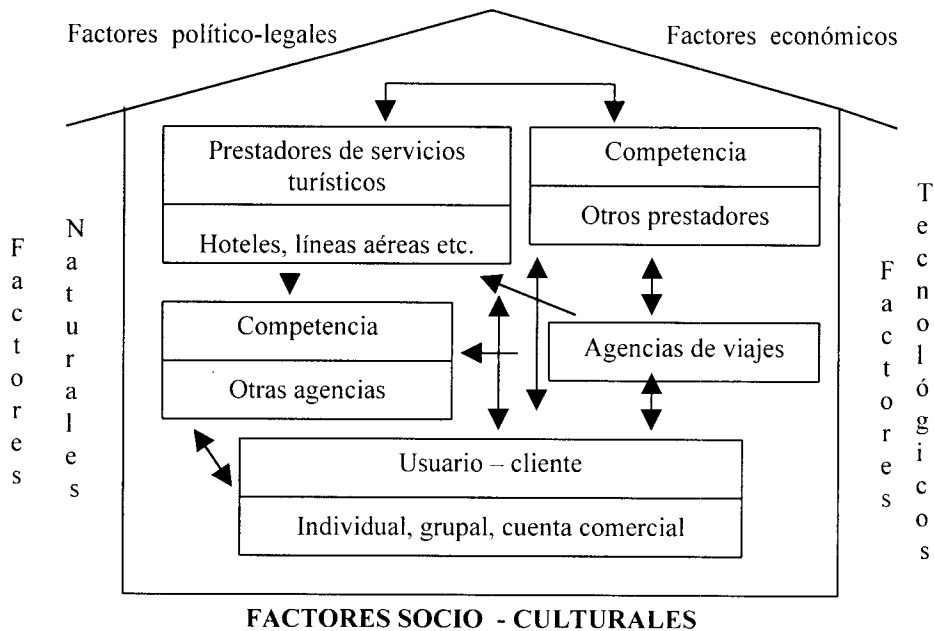 Factores político-legales
Factores económicos
Prestadores de servicios
turísticos
Hoteles, líneas aéreas etc.
Competencia
Otros prestadores
Factores
Naturales
Factores
Tecnológicos
Competencia
Otras agencias
Agencias de viajes
Usuario – cliente
Individual, grupal, cuenta comercial
FACTORES SOCIO - CULTURALES